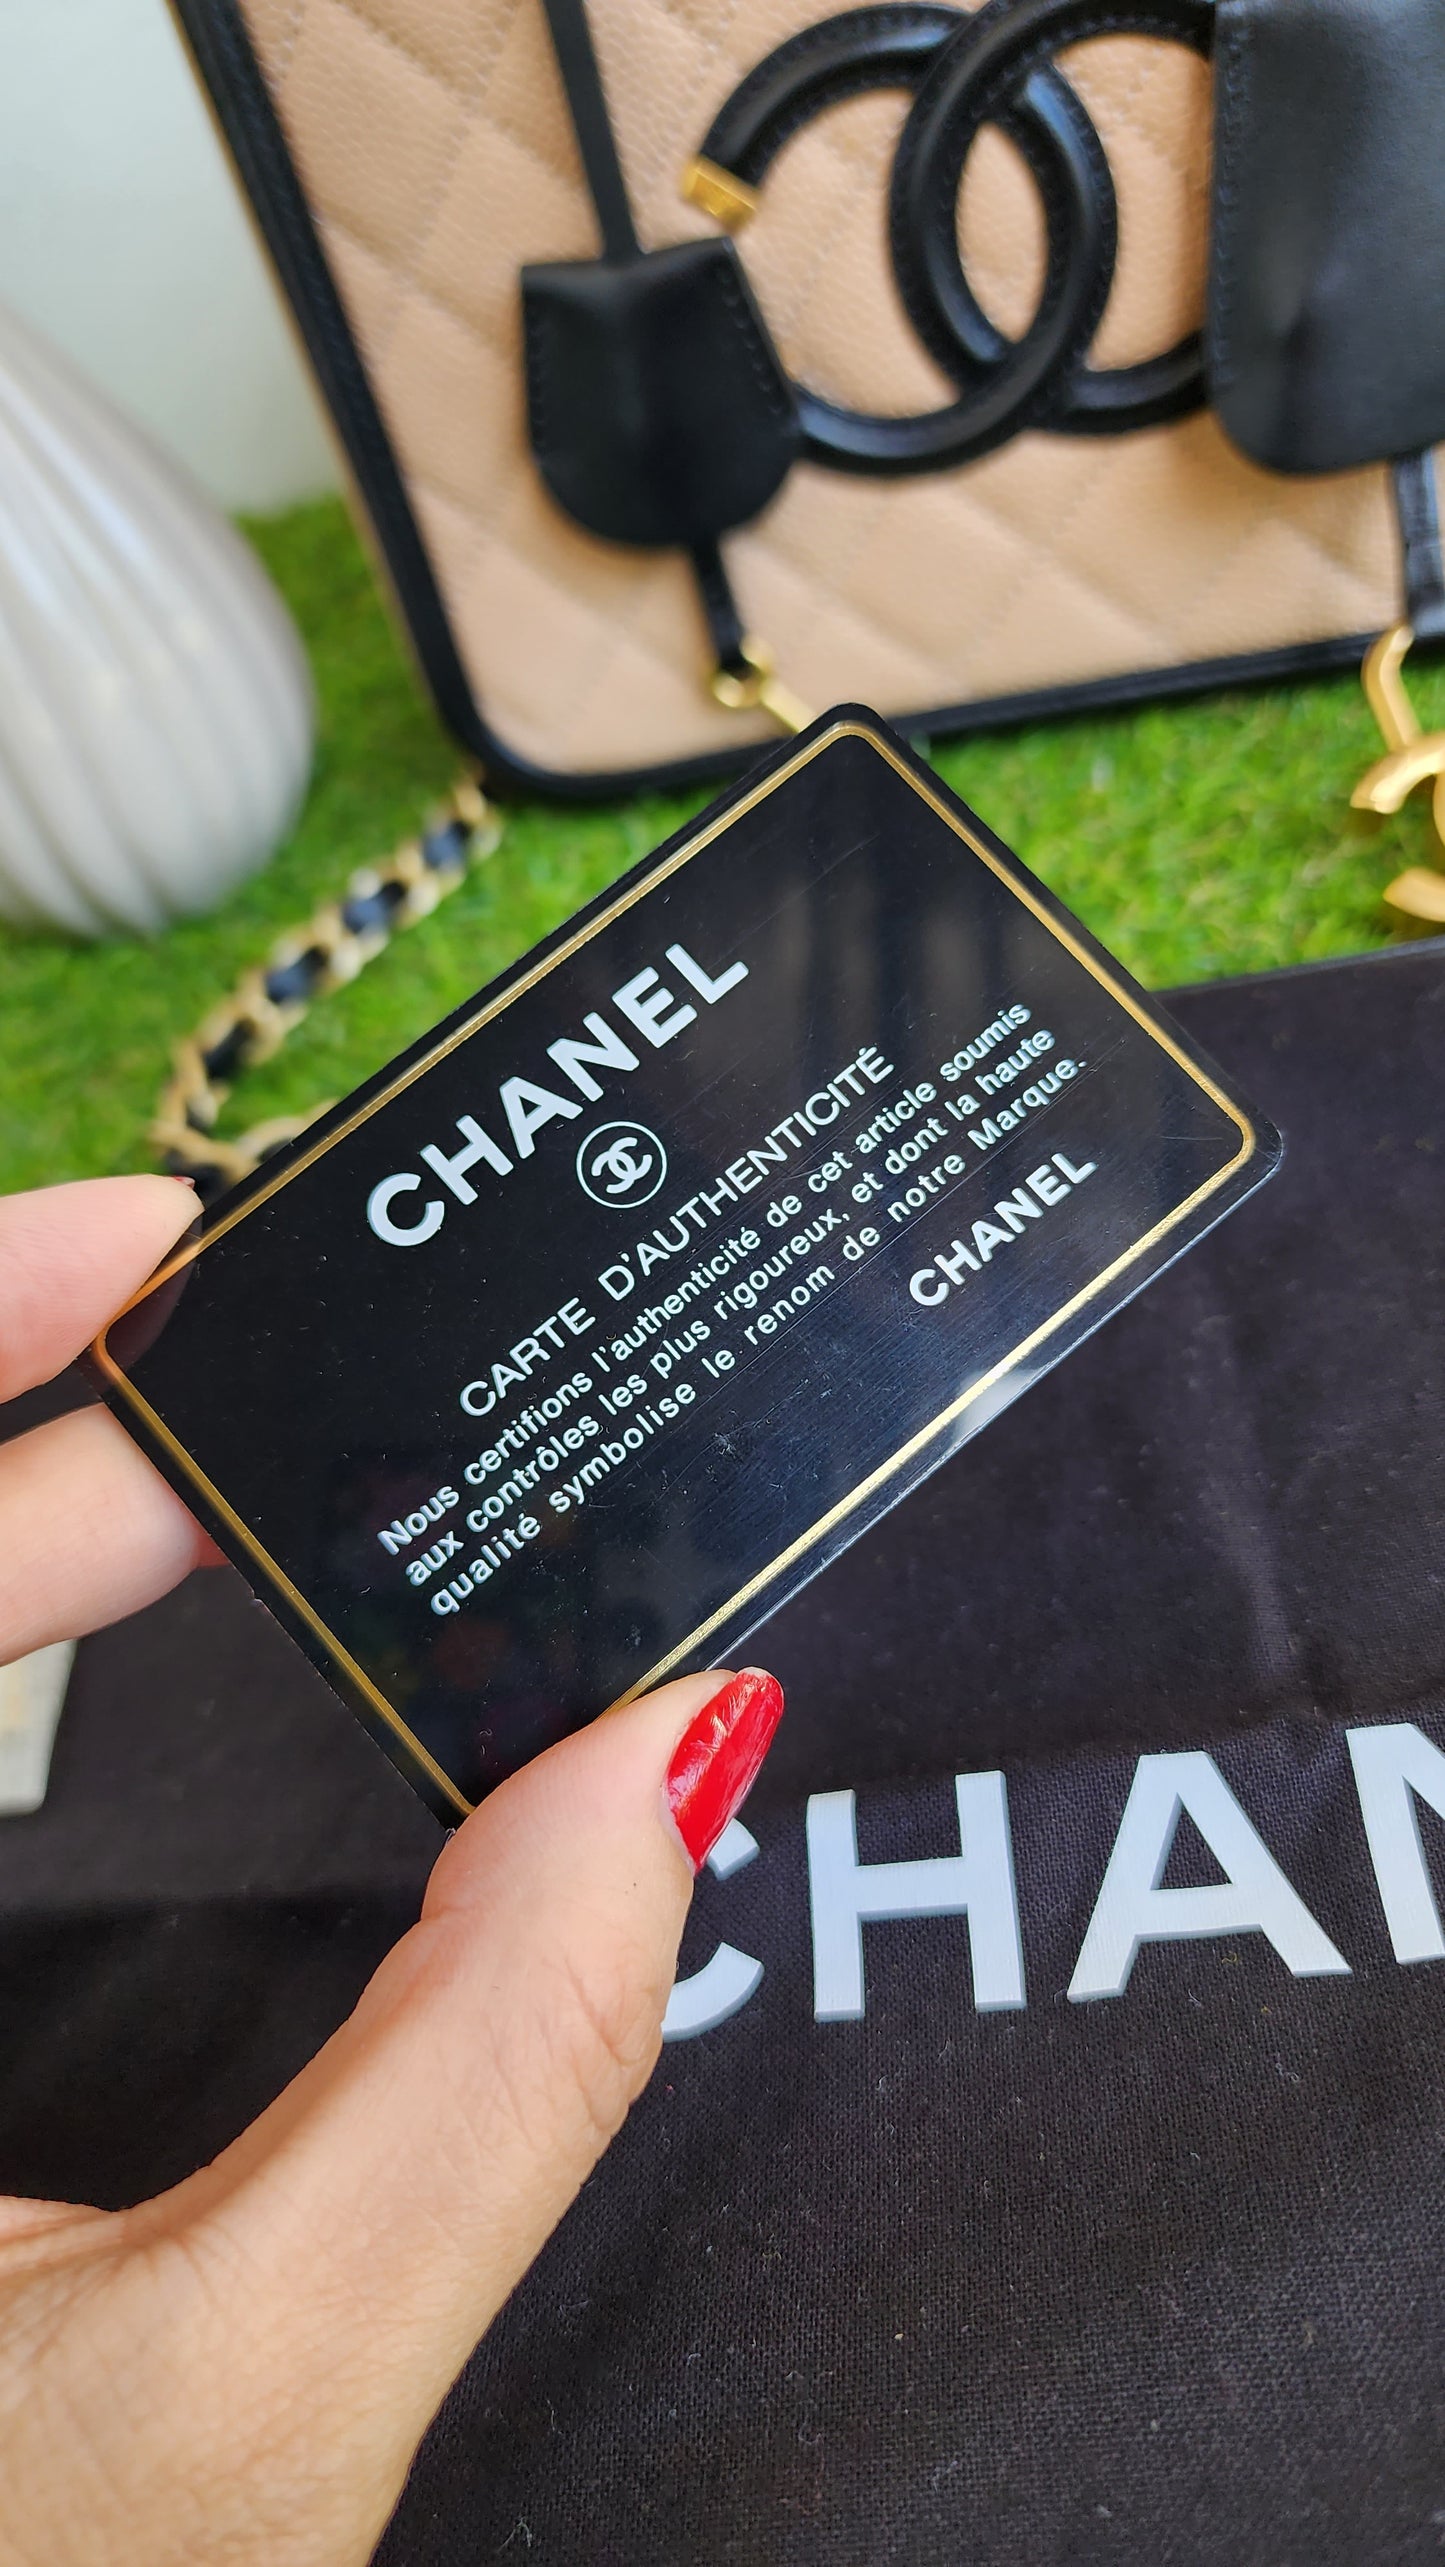 CHANEL
CARTE D'AUTHENTICITÉ
Nous certifions l'authenticité de cet article soumis
aux contrôles les plus rigoureux, et dont la haute
qualité symbolise le renom de notre Marque.
CHANEL
CHAN